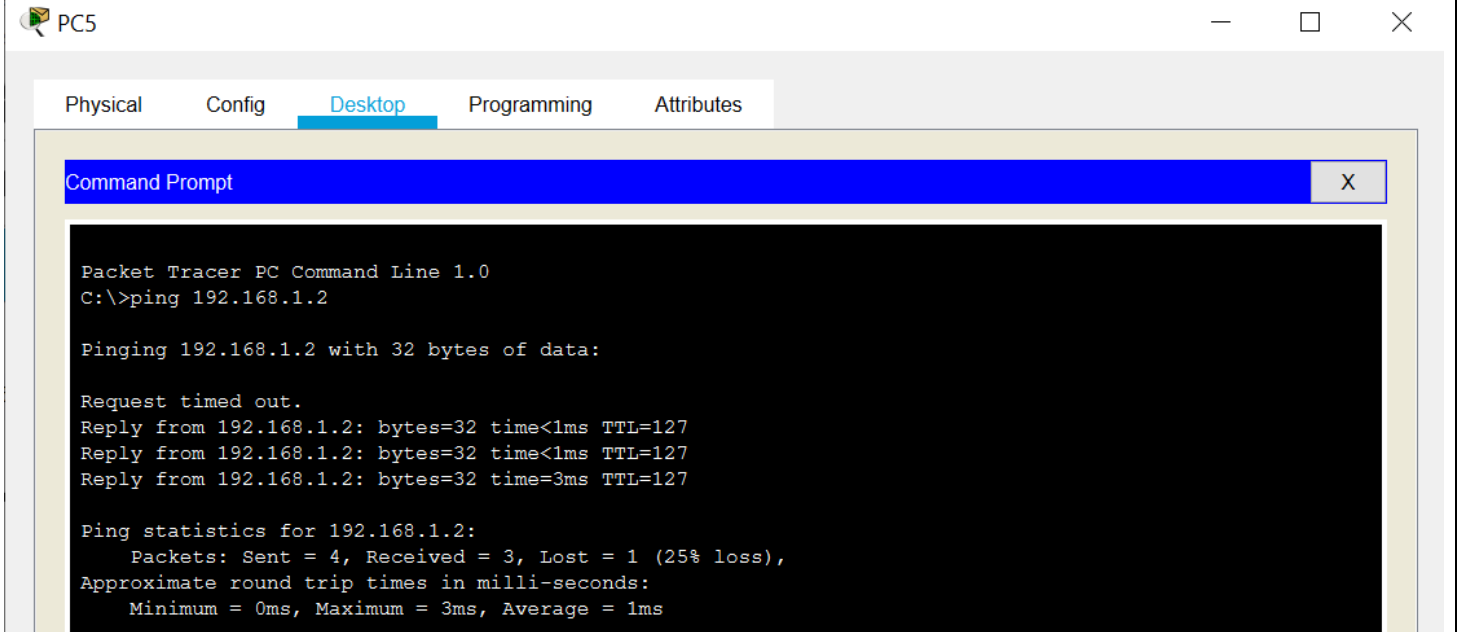 PC5
Physical Config Desktop Programming Attributes
Command Prompt X
Packet Tracer PC Command Line 1.0
C:\>ping 192.168.1.2
Pinging 192.168.1.2 with 32 bytes of data:
Request timed out.
Reply from 192.168.1.2: bytes=32 time<1ms TTL=127
Reply from 192.168.1.2: bytes=32 time<1ms TTL=127
Reply from 192.168.1.2: bytes=32 time=3ms TTL=127
Ping statistics for 192.168.1.2:
    Packets: Sent = 4, Received = 3, Lost = 1 (25% loss),
Approximate round trip times in milli-seconds:
    Minimum = 0ms, Maximum = 3ms, Average = 1ms